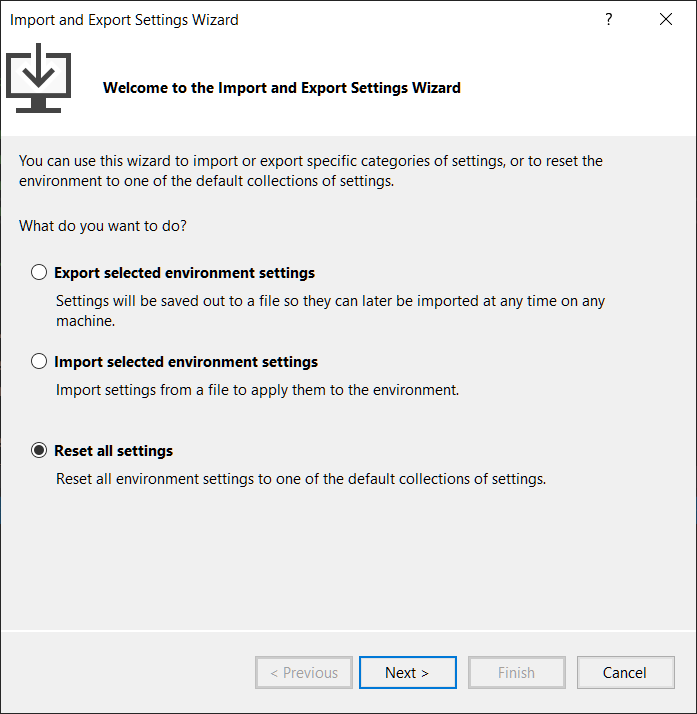 Import and Export Settings Wizard
?
Welcome to the Import and Export Settings Wizard
You can use this wizard to import or export specific categories of settings, or to reset the
environment to one of the default collections of settings.
What do you want to do?
Export selected environment settings
Settings will be saved out to a file so they can later be imported at any time on any
machine.
Import selected environment settings
Import settings from a file to apply them to the environment.
Reset all settings
Reset all environment settings to one of the default collections of settings.
< Previous
Next >
Finish
Cancel